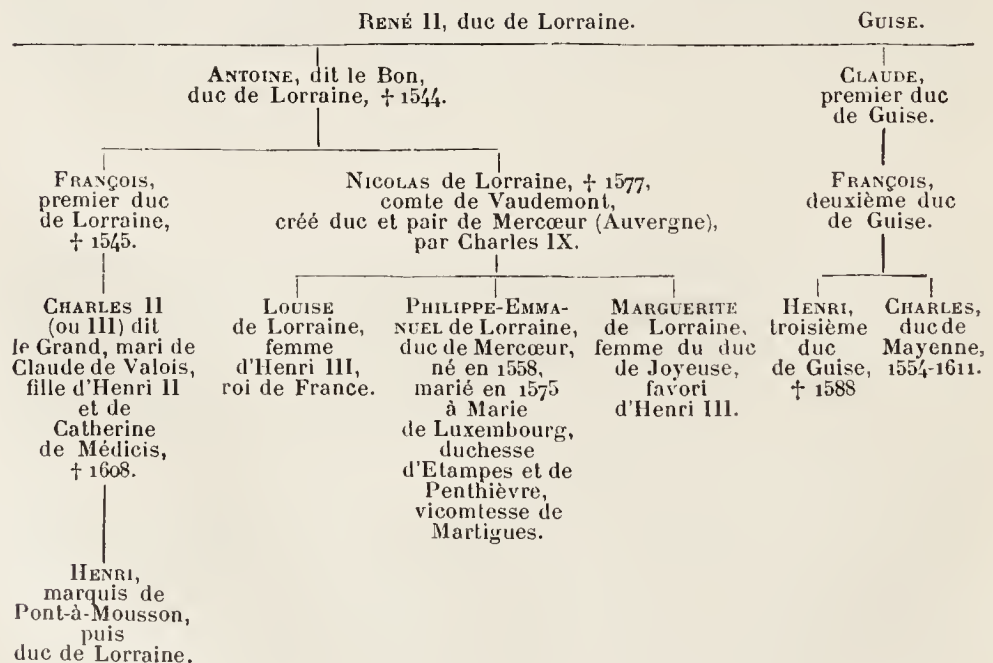 RENÉ II, duc de Lorraine. GUISE.
ANTOINE, dit le Bon,
duc de Lorraine, † 1544.
CLAUDE,
premier duc
de Guise.
FRANÇOIS,
premier duc
de Lorraine,
† 1545.
NICOLAS de Lorraine, † 1577,
comte de Vaudemont,
créé duc et pair de Mercœur (Auvergne),
par Charles IX.
FRANÇOIS,
deuxième duc
de Guise.
CHARLES II
(ou III) dit
le Grand, mari de
Claude de Valois,
fille d'Henri II
et de
Catherine
de Médicis,
† 1608.
LOUISE
de Lorraine,
femme
d'Henri III,
roi de France.
PHILIPPE-EMMA-
NUEL de Lorraine,
duc de Mercœur,
né en 1558,
marié en 1575
à Marie
de Luxembourg,
duchesse
d'Etampes et de
Penthièvre,
vicomtesse de
Martigues.
MARGUERITE
de Lorraine,
femme du duc
de Joyeuse,
favori
d'Henri III.
HENRI,
troisième
duc
de Guise,
† 1588
CHARLES,
duc de
Mayenne,
1554-1611.
HENRI,
marquis de
Pont-à-Mousson,
puis
duc de Lorraine.